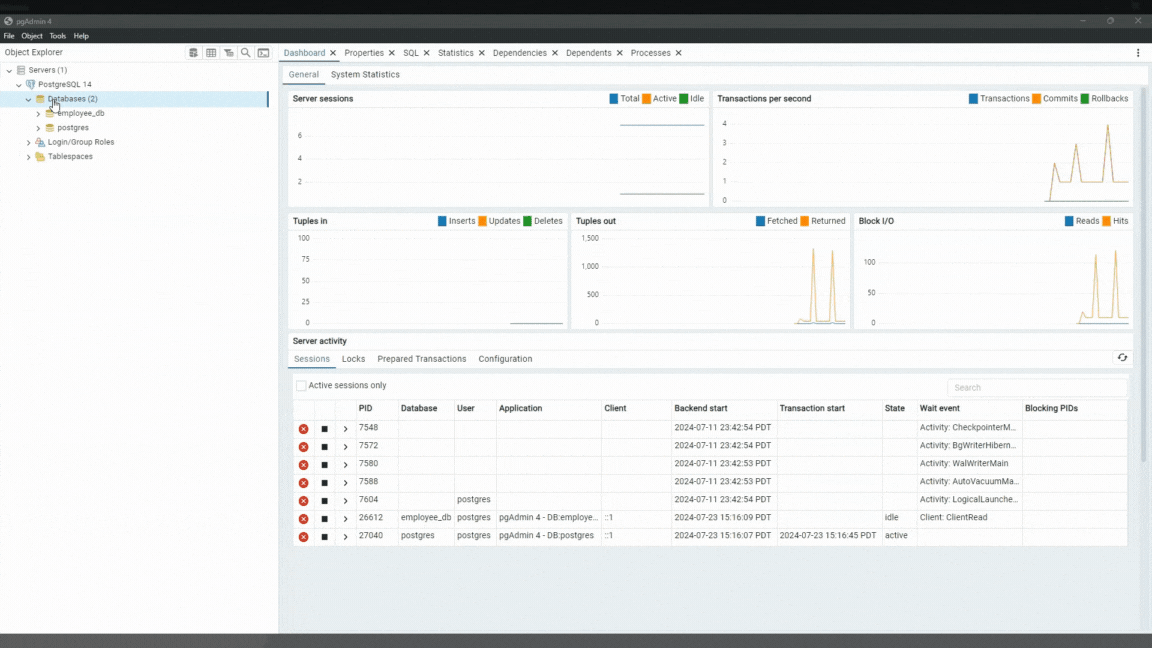 pgAdmin 4
File Object Tools Help
Object Explorer
Dashboard Properties SQL Statistics Dependencies Dependents Processes
Servers (1)
PostgreSQL 14
Databases (2)
employee_db
postgres
Login/Group Roles
Tablespaces
General System Statistics
Server sessions Total Active Idle
6
4
2
Transactions per second Transactions Commits Rollbacks
4
3
2
1
0
Tuples in Inserts Updates Deletes
100
75
50
25
0
Tuples out Fetched Returned
1,500
1,000
500
0
Block I/O Reads Hits
100
50
0
Server activity
Sessions Locks Prepared Transactions Configuration
Active sessions only Search
PID Database User Application Client Backend start Transaction start State Wait event Blocking PIDs
7548 2024-07-11 23:42:54 PDT Activity: CheckpointerM...
7572 2024-07-11 23:42:54 PDT Activity: BgWriterHibern...
7580 2024-07-11 23:42:53 PDT Activity: WalWriterMain
7588 2024-07-11 23:42:53 PDT Activity: AutoVacuumMa...
7604 postgres 2024-07-11 23:42:54 PDT Activity: LogicalLaunche...
26612 employee_db postgres pgAdmin 4 - DB:employe... ::1 2024-07-23 15:16:09 PDT idle Client: ClientRead
27040 postgres postgres pgAdmin 4 - DB:postgres ::1 2024-07-23 15:16:07 PDT 2024-07-23 15:16:45 PDT active